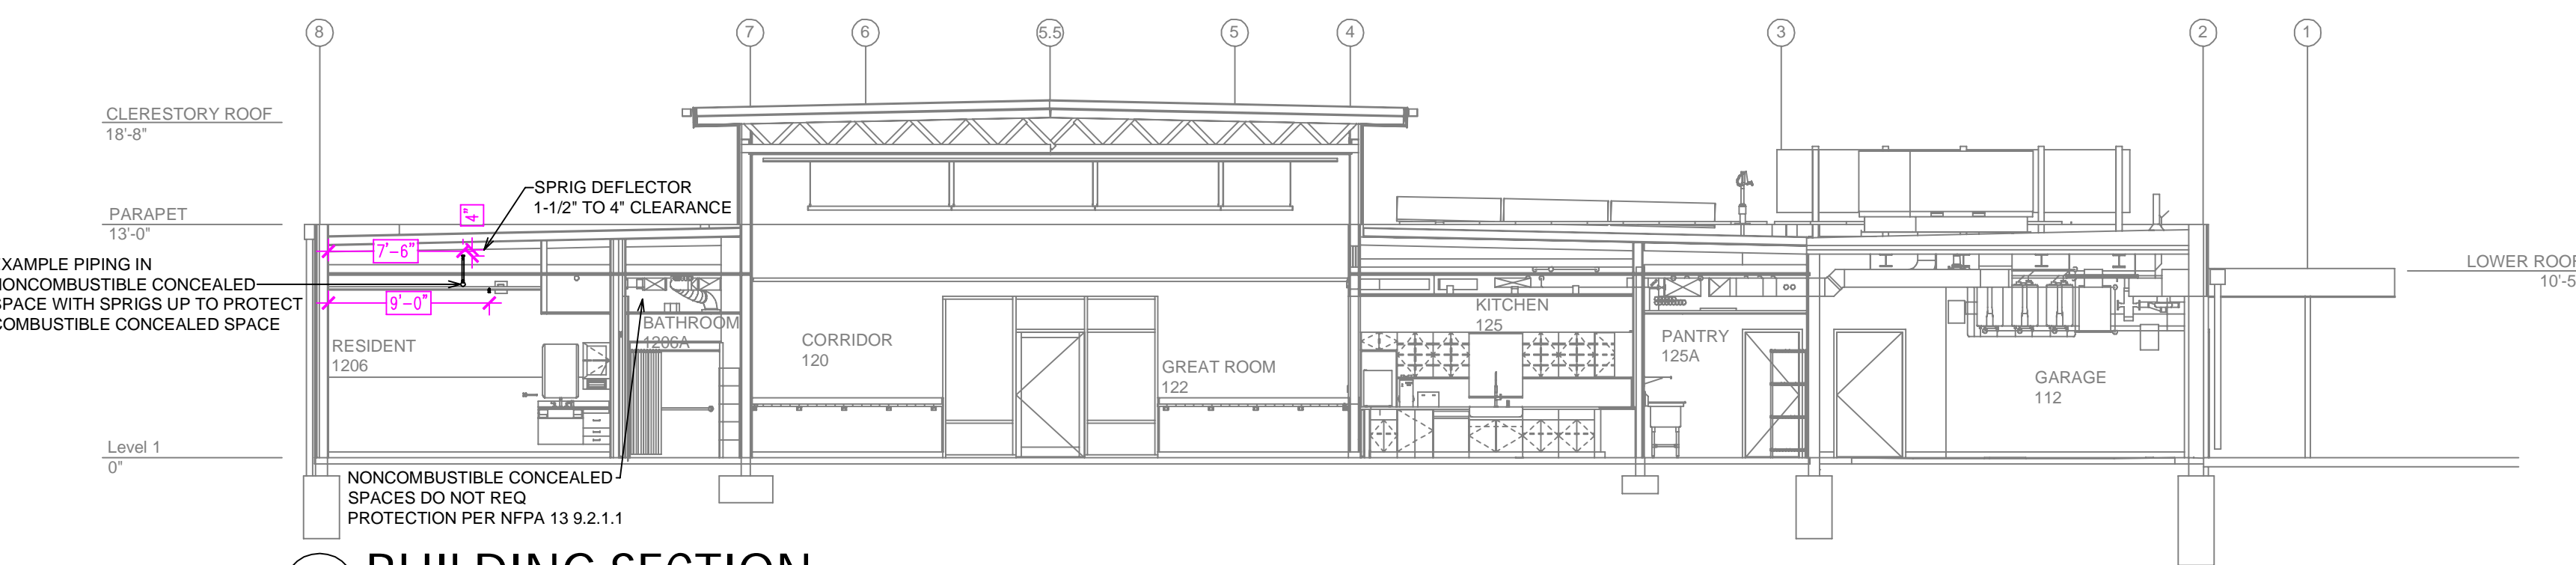 8
7
6
5.5
5
4
3
2
1
CLERESTORY ROOF
18'-8"
PARAPET
13'-0"
SPRIG DEFLECTOR
1-1/2" TO 4" CLEARANCE
4"
7'-6"
9'-0"
XAMPLE PIPING IN
NONCOMBUSTIBLE CONCEALED
SPACE WITH SPRIGS UP TO PROTECT
COMBUSTIBLE CONCEALED SPACE
LOWER ROOF
10'-5
RESIDENT
1206
BATHROOM
1206A
CORRIDOR
120
GREAT ROOM
122
KITCHEN
125
PANTRY
125A
GARAGE
112
Level 1
0"
NONCOMBUSTIBLE CONCEALED
SPACES DO NOT REQ
PROTECTION PER NFPA 13 9.2.1.1
BUILDING SECTION